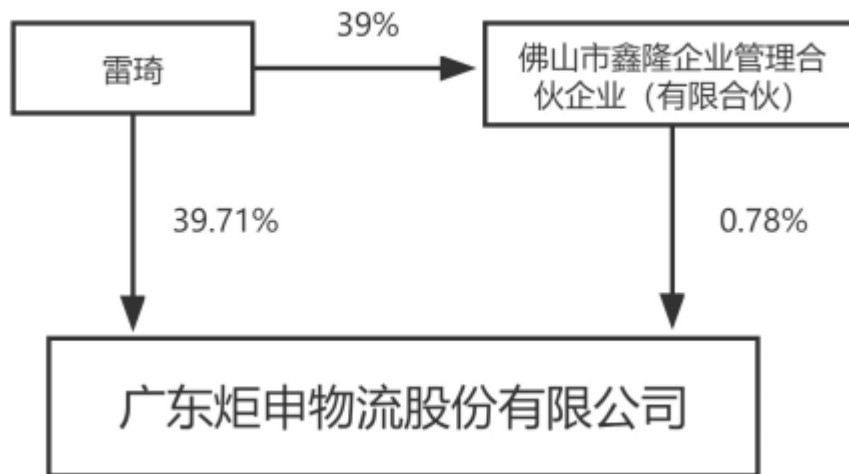 39%
雷琦
佛山市鑫隆企业管理合
伙企业（有限合伙）
39.71%
0.78%
广东炬申物流股份有限公司